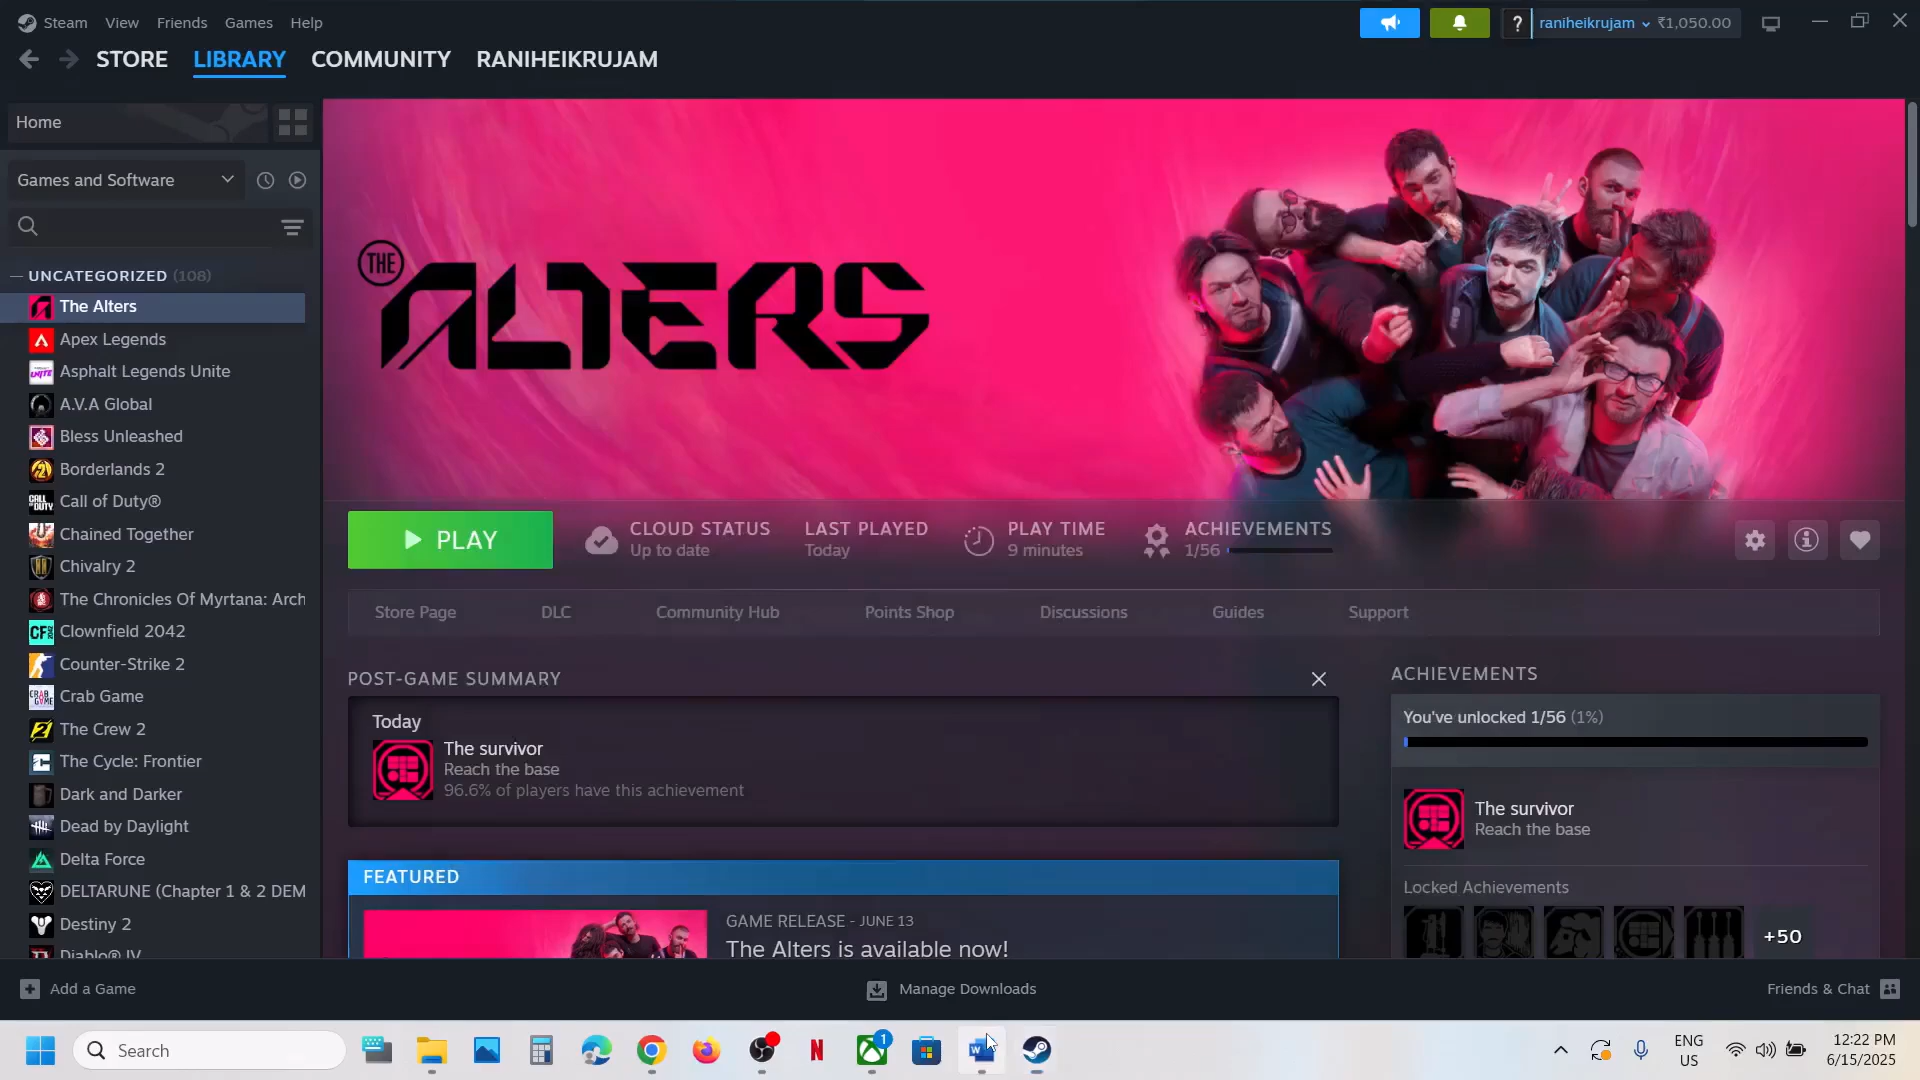 Steam View Friends Games Help
? raniheikrujam ₹1,050.00
STORE LIBRARY COMMUNITY RANIHEIKRUJAM
Home
Games and Software
UNCATEGORIZED (108)
The Alters
Apex Legends
Asphalt Legends Unite
A.V.A Global
Bless Unleashed
Borderlands 2
Call of Duty®
Chained Together
Chivalry 2
The Chronicles Of Myrtana: Arch
Clownfield 2042
Counter-Strike 2
Crab Game
The Crew 2
The Cycle: Frontier
Dark and Darker
Dead by Daylight
Delta Force
DELTARUNE (Chapter 1 & 2 DEM
Destiny 2
Diablo® IV
THE ALTERS
PLAY
CLOUD STATUS
Up to date
LAST PLAYED
Today
PLAY TIME
9 minutes
ACHIEVEMENTS
1/56
Store Page DLC Community Hub Points Shop Discussions Guides Support
POST-GAME SUMMARY
Today
The survivor
Reach the base
96.6% of players have this achievement
FEATURED
GAME RELEASE - JUNE 13
The Alters is available now!
ACHIEVEMENTS
You've unlocked 1/56 (1%)
The survivor
Reach the base
Locked Achievements
+50
Add a Game
Manage Downloads
Friends & Chat
Search
1
ENG
US
12:22 PM
6/15/2025